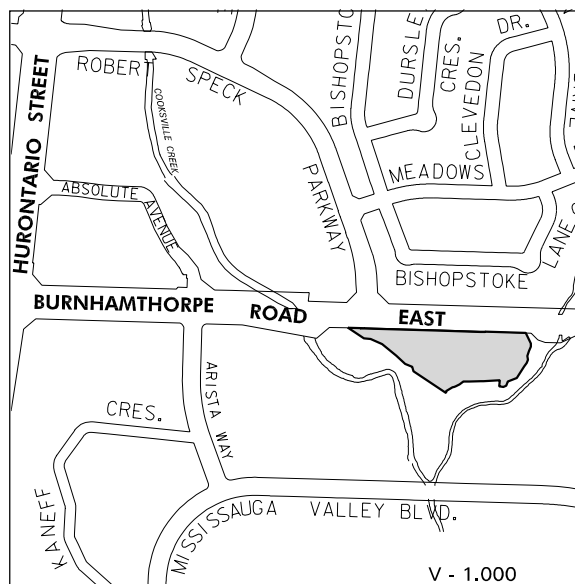 ROBERT SPECK PARKWAY
BISHOPSTO
DURSLE
CRES.
CLEVEDON
DR.
HURONTARIO STREET
COOKSVILLE CREEK
ABSOLUTE AVENUE
MEADOWS
LANE
BISHOPSTOKE
BURNHAMTHORPE ROAD EAST
ARISTA WAY
CRES.
KANEFF
MISSISSAUGA VALLEY BLVD.
V - 1.000